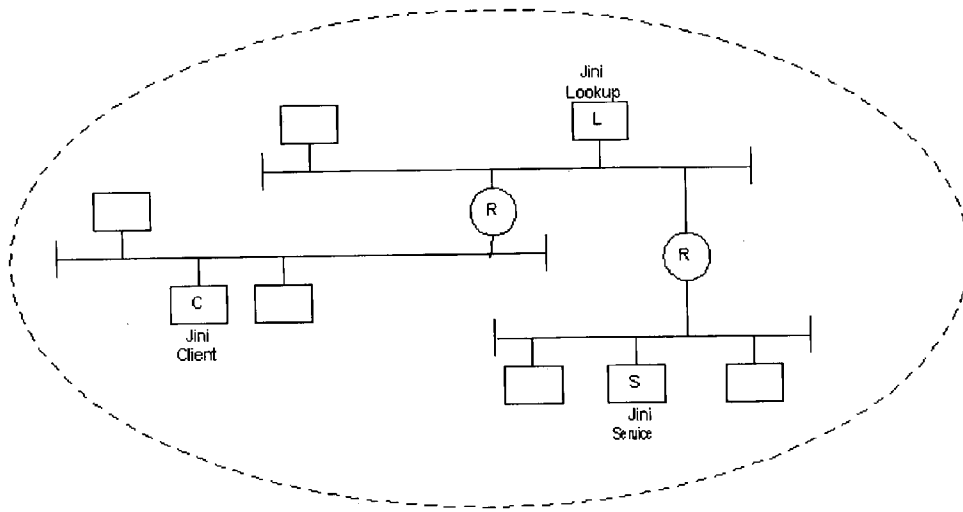 Jini
Lookup
L
R
R
C
Jini
Client
S
Jini
Service